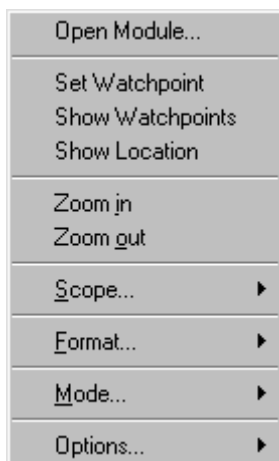 Open Module...
Set Watchpoint
Show Watchpoints
Show Location
Zoom in
Zoom out
Scope...
Format...
Mode...
Options...